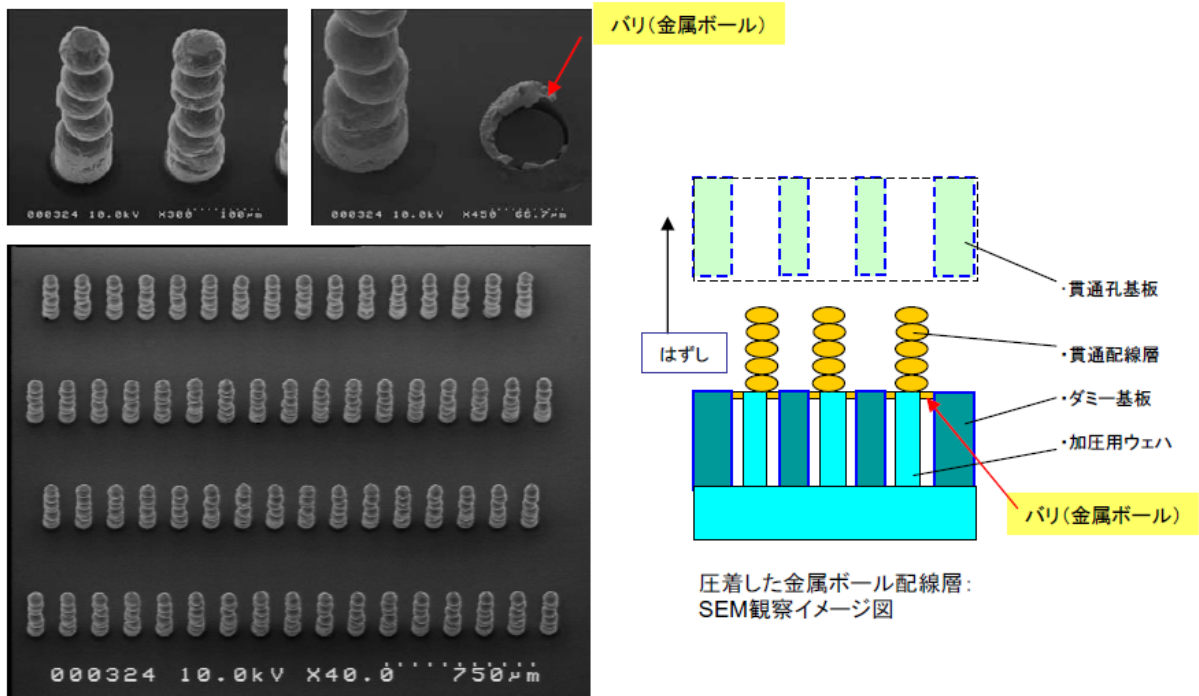 バリ(金属ボール)
000324 10.0kV X300 100μm
000324 10.0kV X450 66.7μm
・貫通孔基板
はずし
・貫通配線層
・ダミー基板
・加圧用ウェハ
バリ(金属ボール)
圧着した金属ボール配線層:
SEM観察イメージ図
000324 10.0kV X40.0 750μm